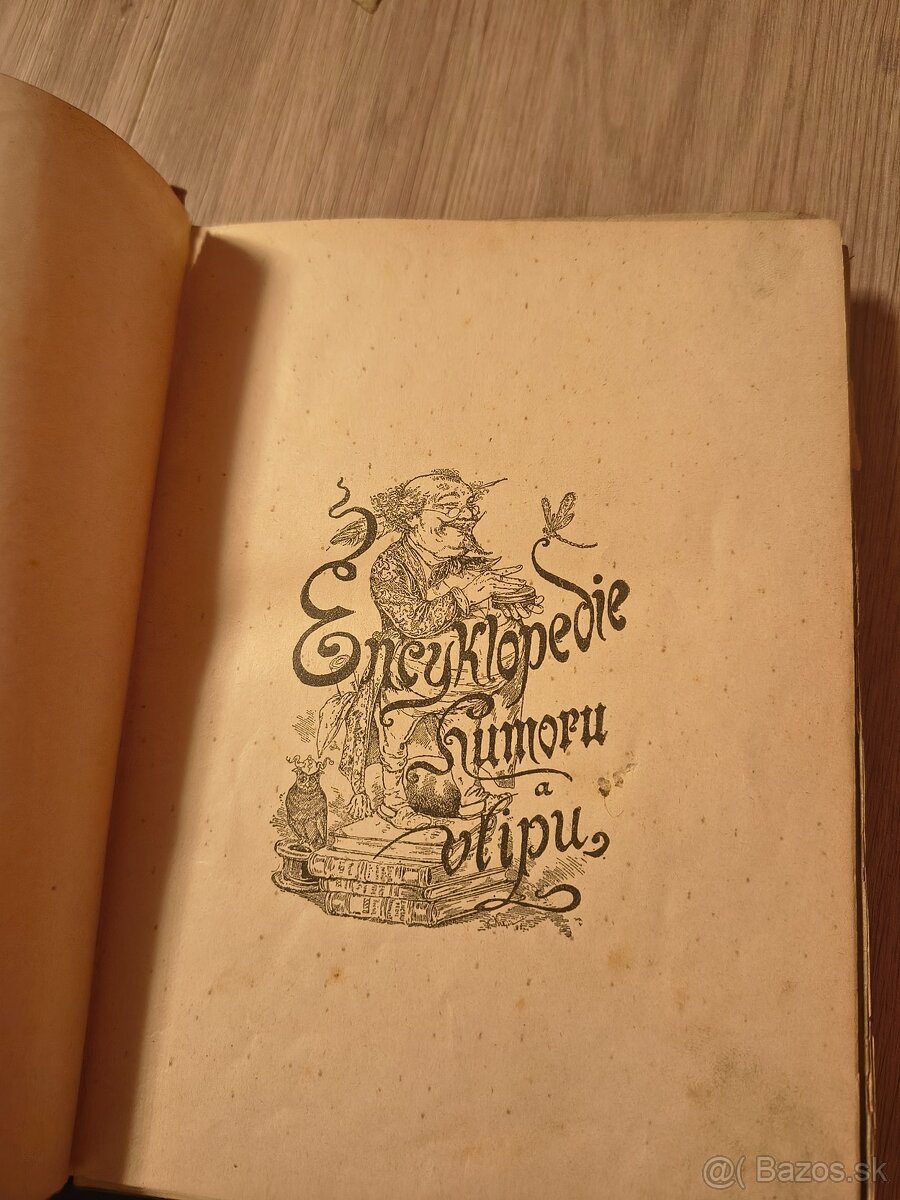 Encyklopedie
humoru
a
vtipu
@( Bazos.sk